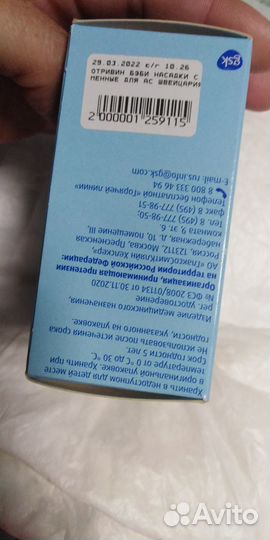 gsk
29.03.2022 с/г 10.26
ОТРИВИН БЭБИ НАСАДКИ С
МЕННЫЕ ДЛЯ АС ШВЕЙЦАРИЯ
2 000001 259115
Хранить в недоступном для детей месте
в оригинальной упаковке. Хранить при
температуре от 0 °C до 30 °C.
Срок годности 5 лет.
Не использовать после истечения срока
годности, указанного на упаковке.
Изделие медицинского назначения,
рег. удостоверение
№ ФСЗ 2008/01134 от 11.30.2020
Организация, принимающая претензии
на территории Российской Федерации:
«ГлаксоСмитКляйн Хелскер»,
123112, Москва, Пресненская
набережная, д. 10, помещение III,
комната 9, эт. 6.
Тел. 8 (495) 777-98-50;
факс 8 (495) 777-98-51
Телефон бесплатной «Горячей линии»
8 800 333 46 94
E-mail: rus.info@gsk.com
Avito